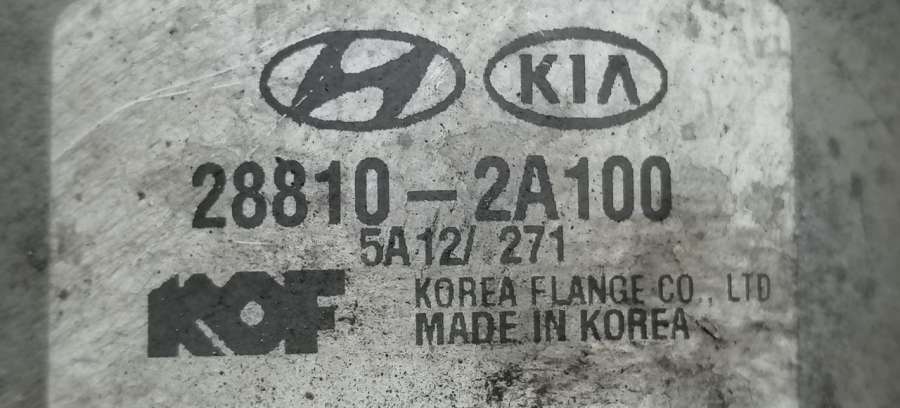 KIA
28810-2A100
5A12/ 271
KOF
KOREA FLANGE CO., LTD
MADE IN KOREA